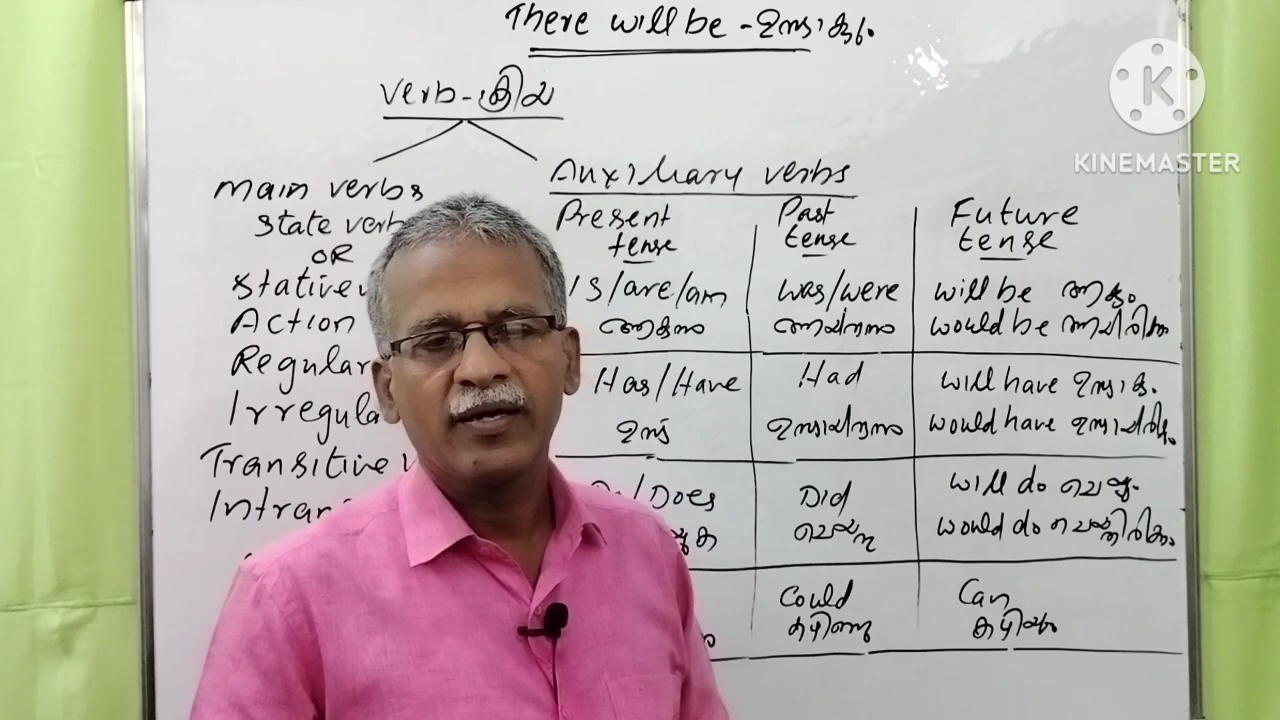 There will be - ഉണ്ടാകും.
Verb - ക്രിയ
Main verbs
State verb
OR
Stative
Action
Regular
Irregula
Transitive
Intran
Auxiliary verbs
Present tense
Past tense
Future tense
Is/are/am
was/were
will be ആകും
ആകുന്നു
ആയിരുന്നു
would be ആയിരിക്കും
Has/Have
Had
will have ഉണ്ടാകും.
ഉണ്ട്
ഉണ്ടായിരുന്നു
would have ഉണ്ടായിരിക്കും.
Do/Does
Did
will do ചെയ്യും.
ചെയ്തു
would do ചെയ്തിരിക്കും.
Could
Can
കഴിഞ്ഞു
കഴിയും
KINEMASTER